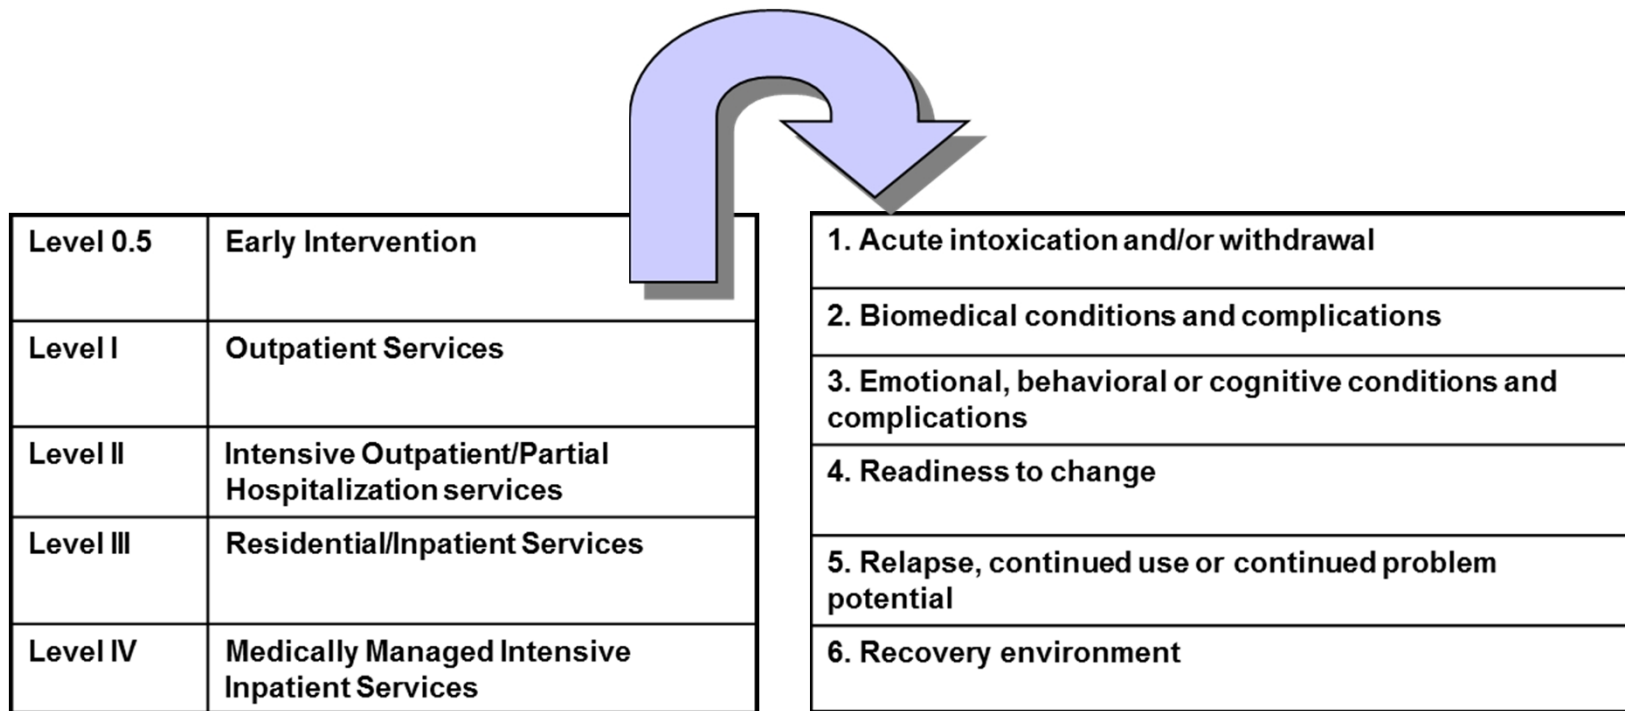 Level 0.5
Early Intervention
Level I
Outpatient Services
Level II
Intensive Outpatient/Partial
Hospitalization services
Level III
Residential/Inpatient Services
Level IV
Medically Managed Intensive
Inpatient Services
1. Acute intoxication and/or withdrawal
2. Biomedical conditions and complications
3. Emotional, behavioral or cognitive conditions and
complications
4. Readiness to change
5. Relapse, continued use or continued problem
potential
6. Recovery environment